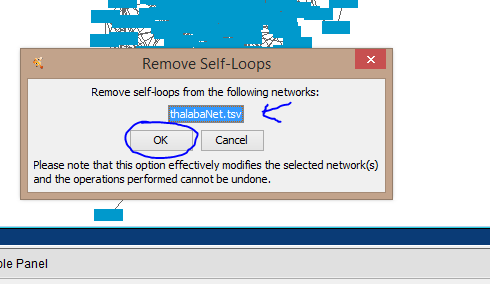 Remove Self-Loops
Remove self-loops from the following networks:
thalabaNet.tsv
OK
Cancel
Please note that this option effectively modifies the selected network(s)
and the operations performed cannot be undone.
ple Panel